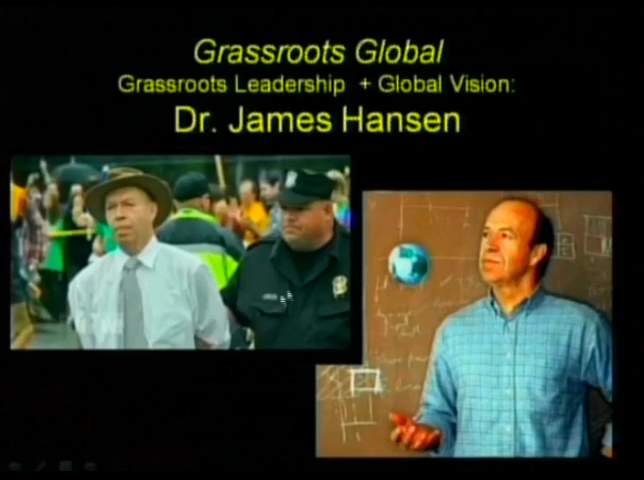 Grassroots Global
Grassroots Leadership + Global Vision:
Dr. James Hansen